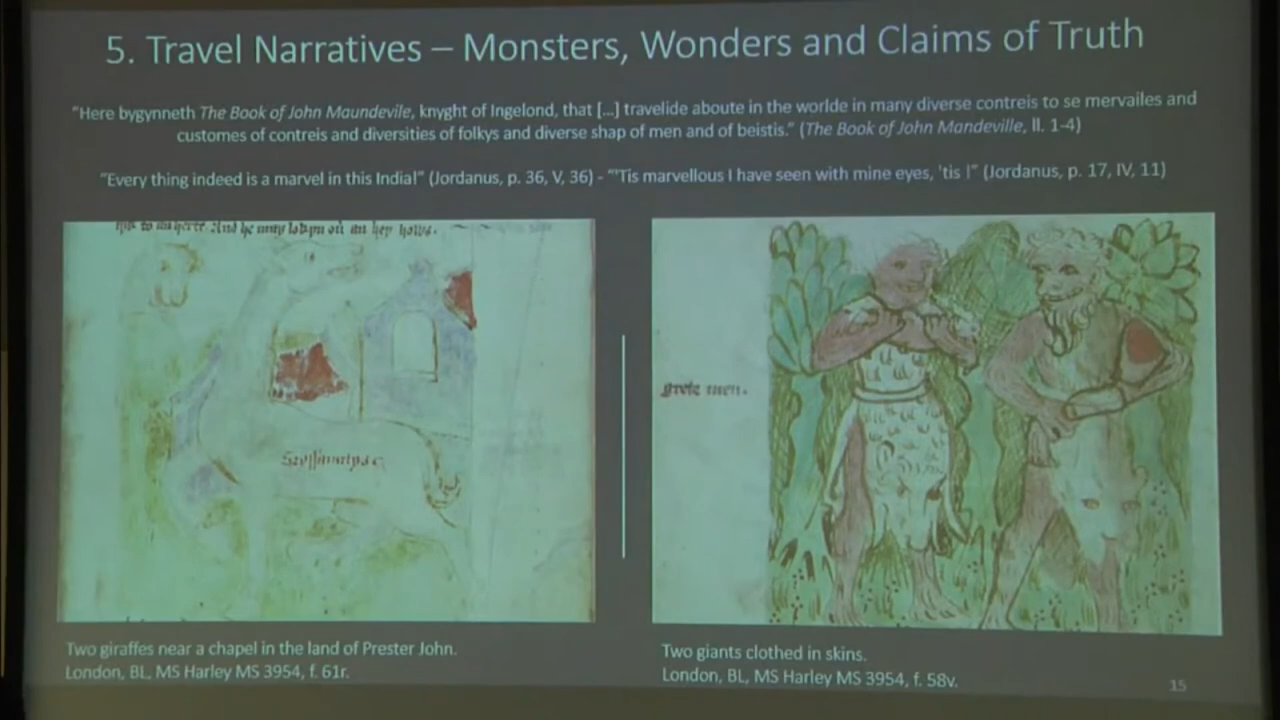 5. Travel Narratives – Monsters, Wonders and Claims of Truth
"Here bygynneth The Book of John Maundevile, knyght of Ingelond, that [...] travelide aboute in the worlde in many diverse contreis to se mervailes and
customes of contreis and diversities of folkys and diverse shap of men and of beistis." (The Book of John Mandeville, ll. 1-4)
"Every thing indeed is a marvel in this India!" (Jordanus, p. 36, V, 36) - "'Tis marvellous I have seen with mine eyes, 'tis !" (Jordanus, p. 17, IV, 11)
grete men.
Two giraffes near a chapel in the land of Prester John.
London, BL, MS Harley MS 3954, f. 61r.
Two giants clothed in skins.
London, BL, MS Harley MS 3954, f. 58v.
15